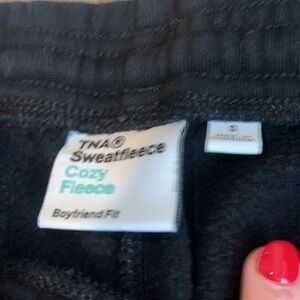 TNA®
Sweatfleece
Cozy
Fleece
Boyfriend Fit
S